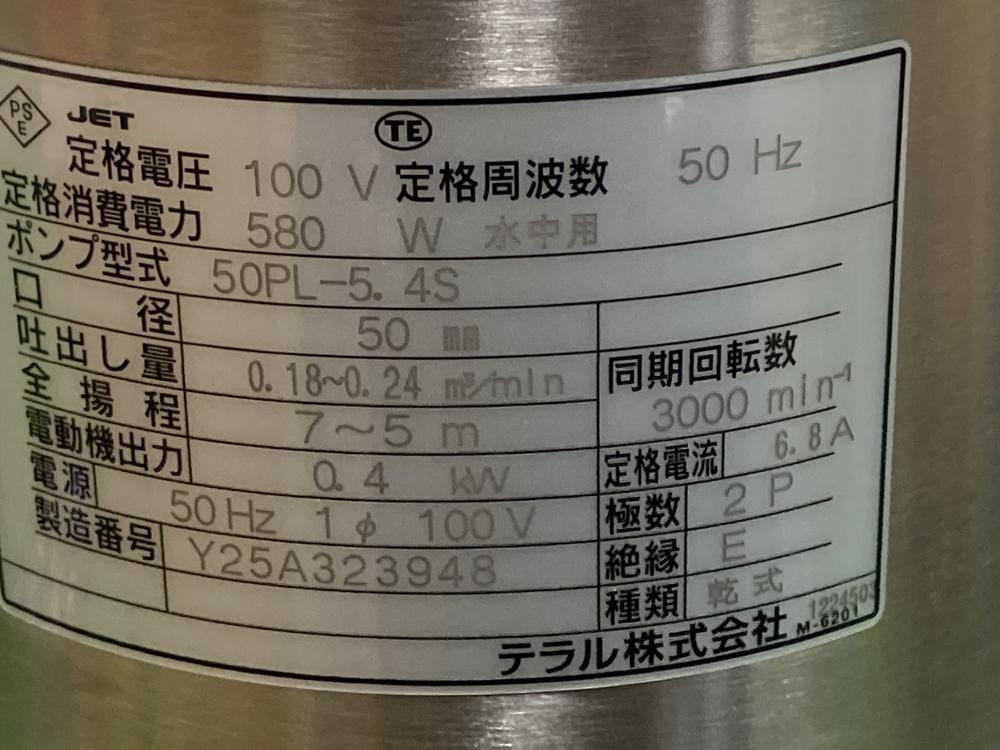 PS E JET TE
定格電圧 100 V 定格周波数 50 Hz
定格消費電力 580 W 水中用
ポンプ型式 50PL-5.4S
口径 50 mm
吐出し量 0.18~0.24 m³/min 同期回転数
全揚程 7~5 m 3000 min⁻¹
電動機出力 0.4 kW 定格電流 6.8A
電源 50Hz 1φ 100V 極数 2P
製造番号 Y25A323948 絶縁 E
種類 乾式
1224503
テラル株式会社 M-6201